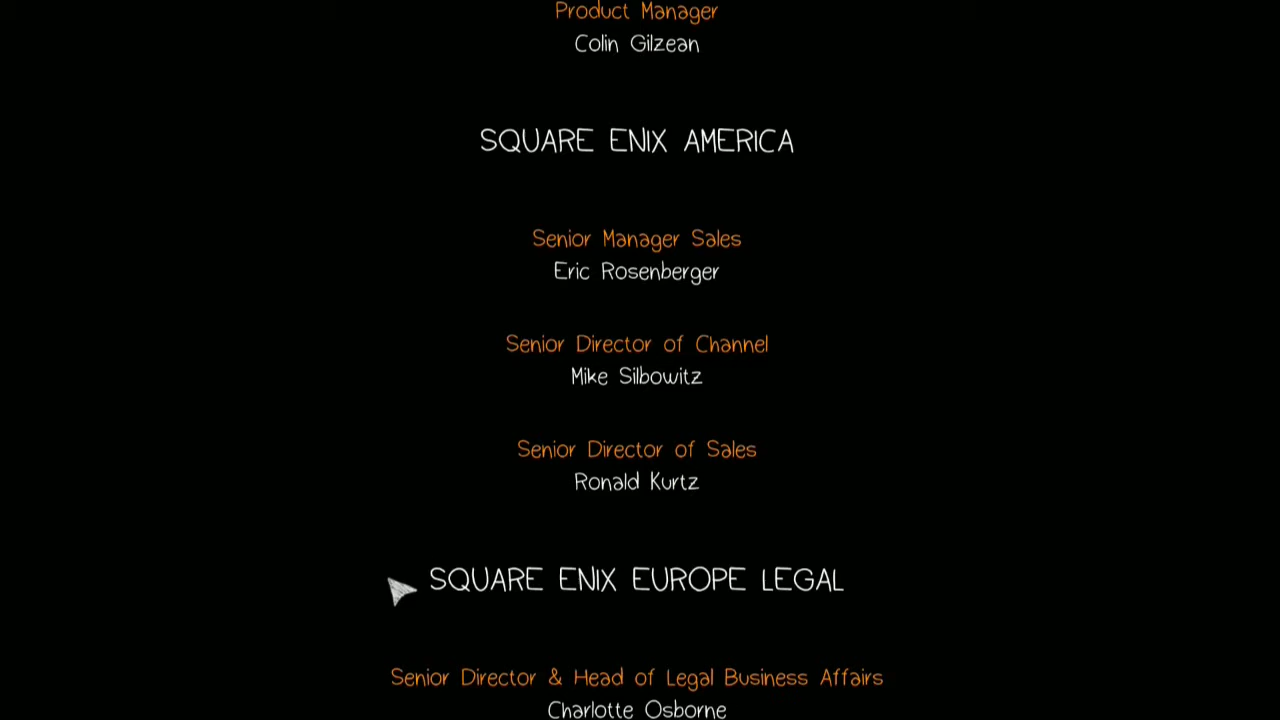 Product Manager
Colin Gilzean
SQUARE ENIX AMERICA
Senior Manager Sales
Eric Rosenberger
Senior Director of Channel
Mike Silbowitz
Senior Director of Sales
Ronald Kurtz
SQUARE ENIX EUROPE LEGAL
Senior Director & Head of Legal Business Affairs
Charlotte Osborne